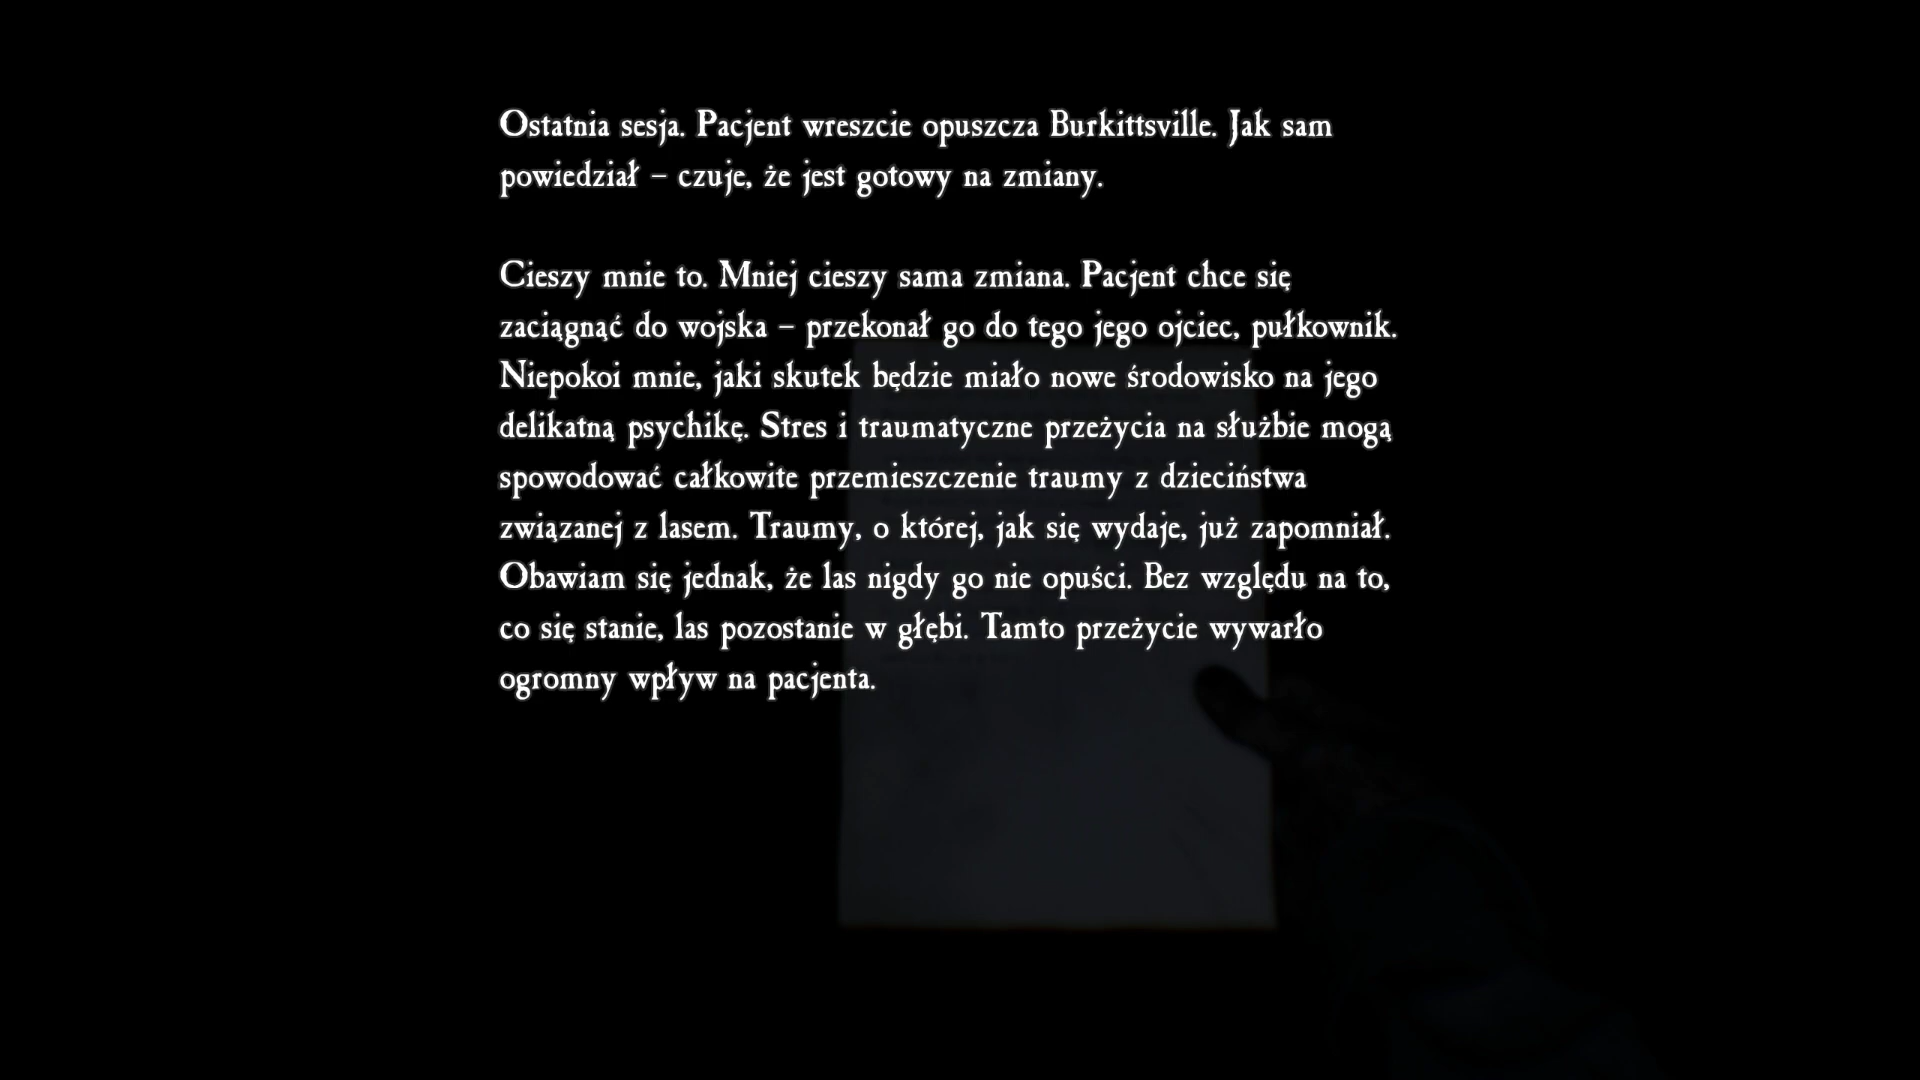 Ostatnia sesja. Pacjent wreszcie opuszcza Burkittsville. Jak sam
powiedział – czuje, że jest gotowy na zmiany.
Cieszy mnie to. Mniej cieszy sama zmiana. Pacjent chce się
zaciągnąć do wojska – przekonał go do tego jego ojciec, pułkownik.
Niepokoi mnie, jaki skutek będzie miało nowe środowisko na jego
delikatną psychikę. Stres i traumatyczne przeżycia na służbie mogą
spowodować całkowite przemieszczenie traumy z dzieciństwa
związanej z lasem. Traumy, o której, jak się wydaje, już zapomniał.
Obawiam się jednak, że las nigdy go nie opuści. Bez względu na to,
co się stanie, las pozostanie w głębi. Tamto przeżycie wywarło
ogromny wpływ na pacjenta.